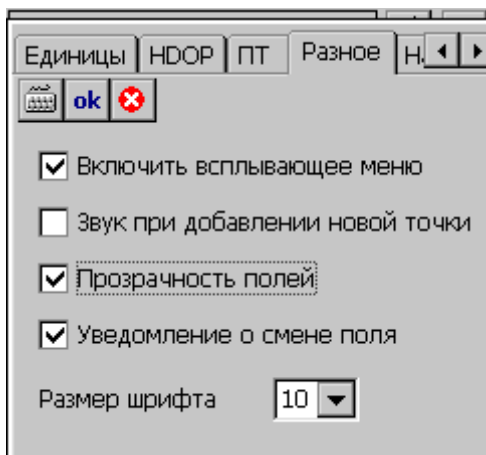 Единицы HDOP ПТ Разное
ok
Включить всплывающее меню
Звук при добавлении новой точки
Прозрачность полей
Уведомление о смене поля
Размер шрифта 10